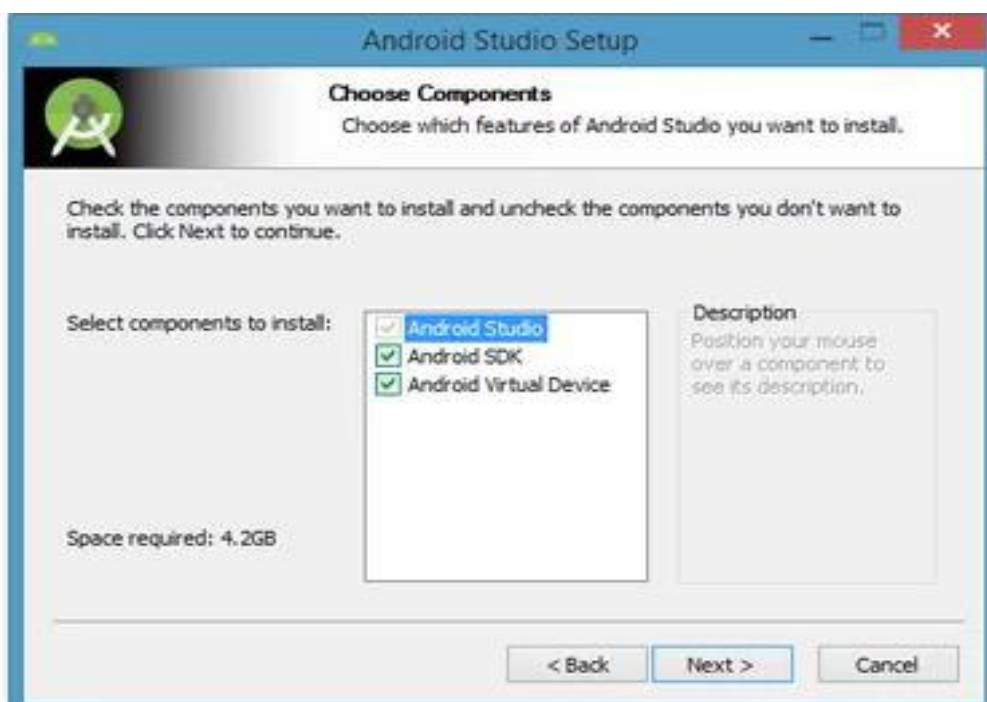 Android Studio Setup
Choose Components
Choose which features of Android Studio you want to install.
Check the components you want to install and uncheck the components you don't want to
install. Click Next to continue.
Select components to install:
Android Studio
Android SDK
Android Virtual Device
Description
Position your mouse
over a component to
see its description.
Space required: 4.2GB
< Back
Next >
Cancel